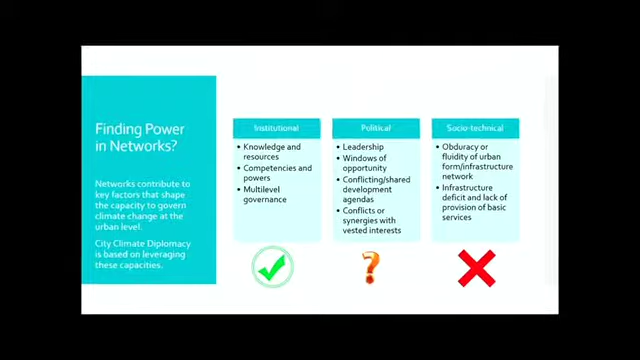 Finding Power
in Networks?
Networks contribute to
key factors that shape
the capacity to govern
climate change at the
urban level.
City Climate Diplomacy
is based on leveraging
these capacities.
Institutional
• Knowledge and
resources
• Competencies and
powers
• Multilevel
governance
Political
• Leadership
• Windows of
opportunity
• Conflicting/shared
development
agendas
• Conflicts or
synergies with
vested interests
Socio-technical
• Obduracy or
fluidity of urban
form/infrastructure
network
• Infrastructure
deficit and lack of
provision of basic
services
?